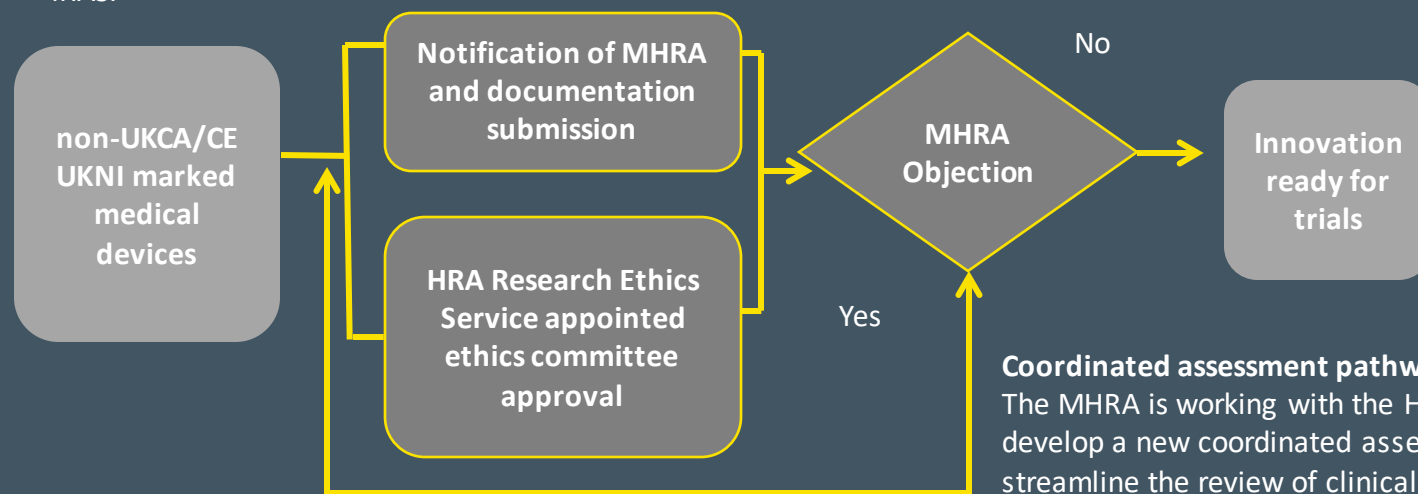 non-UKCA/CE
UKNI marked
medical
devices
Notification of MHRA
and documentation
submission
HRA Research Ethics
Service appointed
ethics committee
approval
MHRA
Objection
No
Yes
Innovation
ready for
trials
Coordinated assessment
The MHRA is working with the
develop a new coordinated
streamline the review of clinical